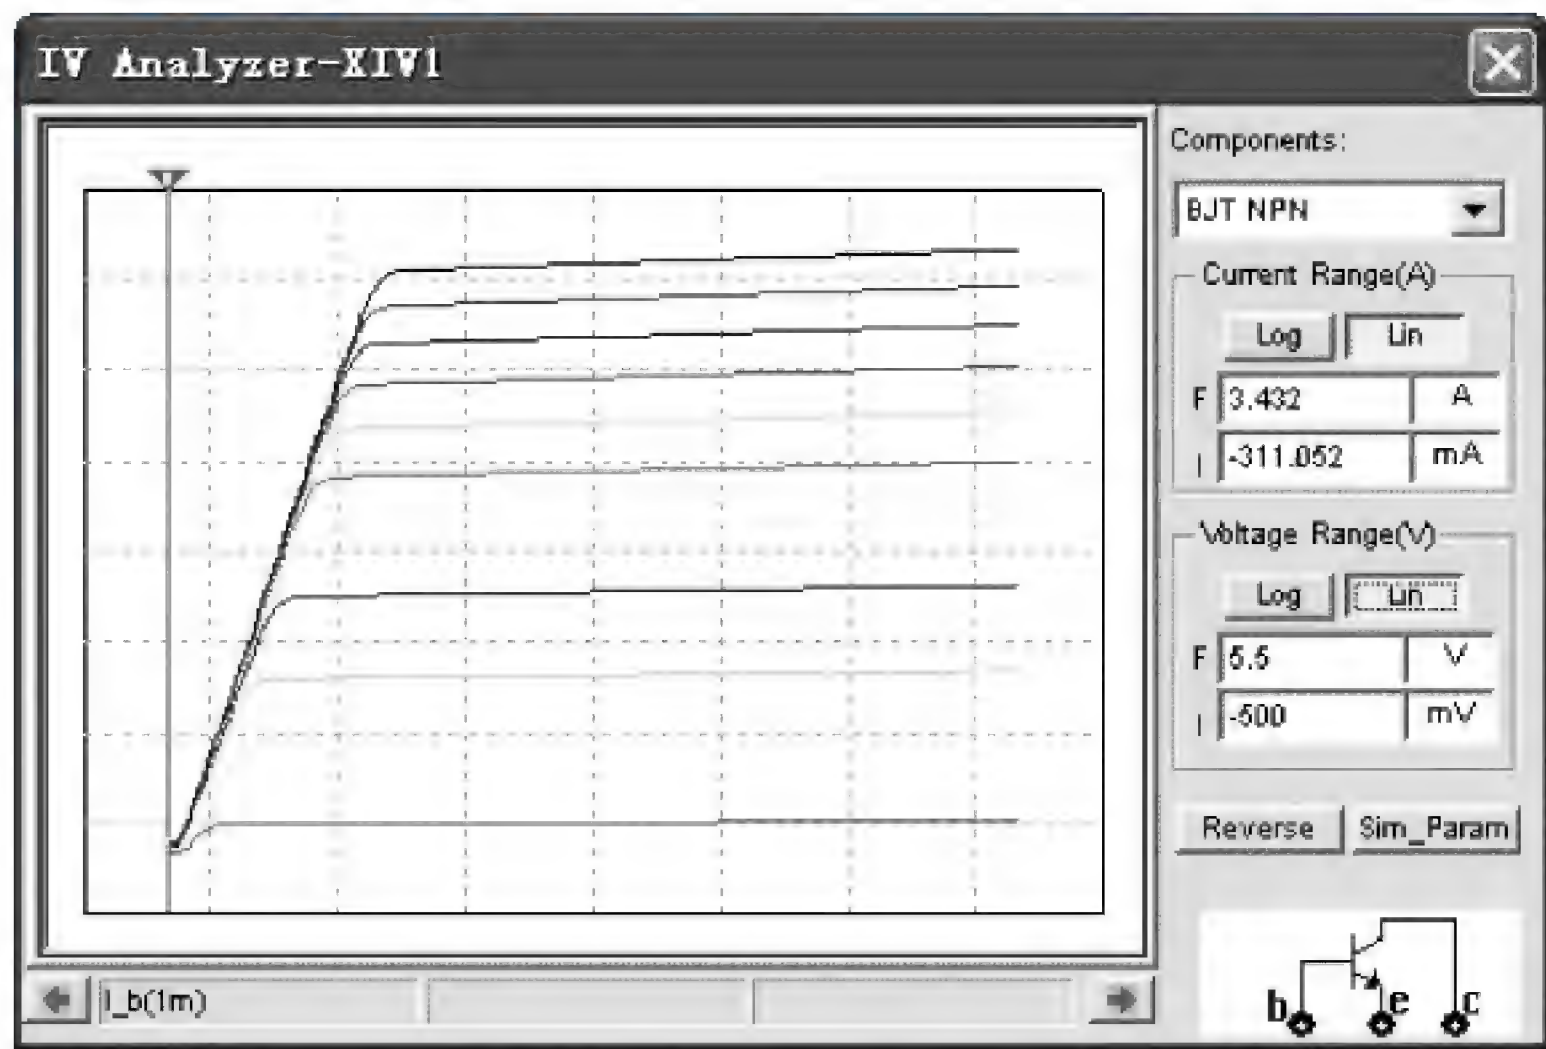 IV Analyzer-XIV1
Components:
BJT NPN
Current Range(A)
Log Lin
F 3.432 A
I -311.052 mA
Voltage Range(V)
Log Lin
F 5.5 V
I -500 mV
Reverse Sim_Param
I_b(1m)
b e c